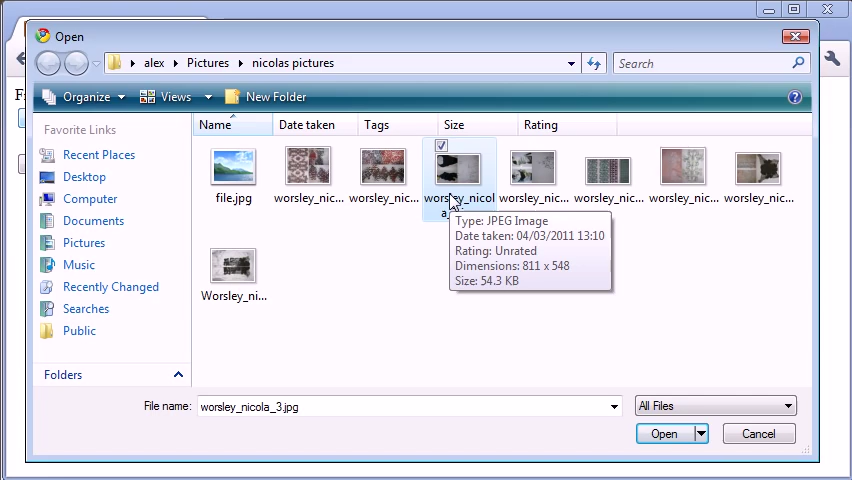 Open
alex Pictures nicolas pictures
Search
Organize Views New Folder
Favorite Links
Name Date taken Tags Size Rating
Recent Places
Desktop
Computer
Documents
Pictures
Music
Recently Changed
Searches
Public
Folders
file.jpg worsley_nic... worsley_nic... worsley_nicol worsley_nic... worsley_nic... worsley_nic... worsley_nic...
Type: JPEG Image
Date taken: 04/03/2011 13:10
Rating: Unrated
Dimensions: 811 x 548
Size: 54.3 KB
Worsley_ni...
File name: worsley_nicola_3.jpg All Files
Open Cancel